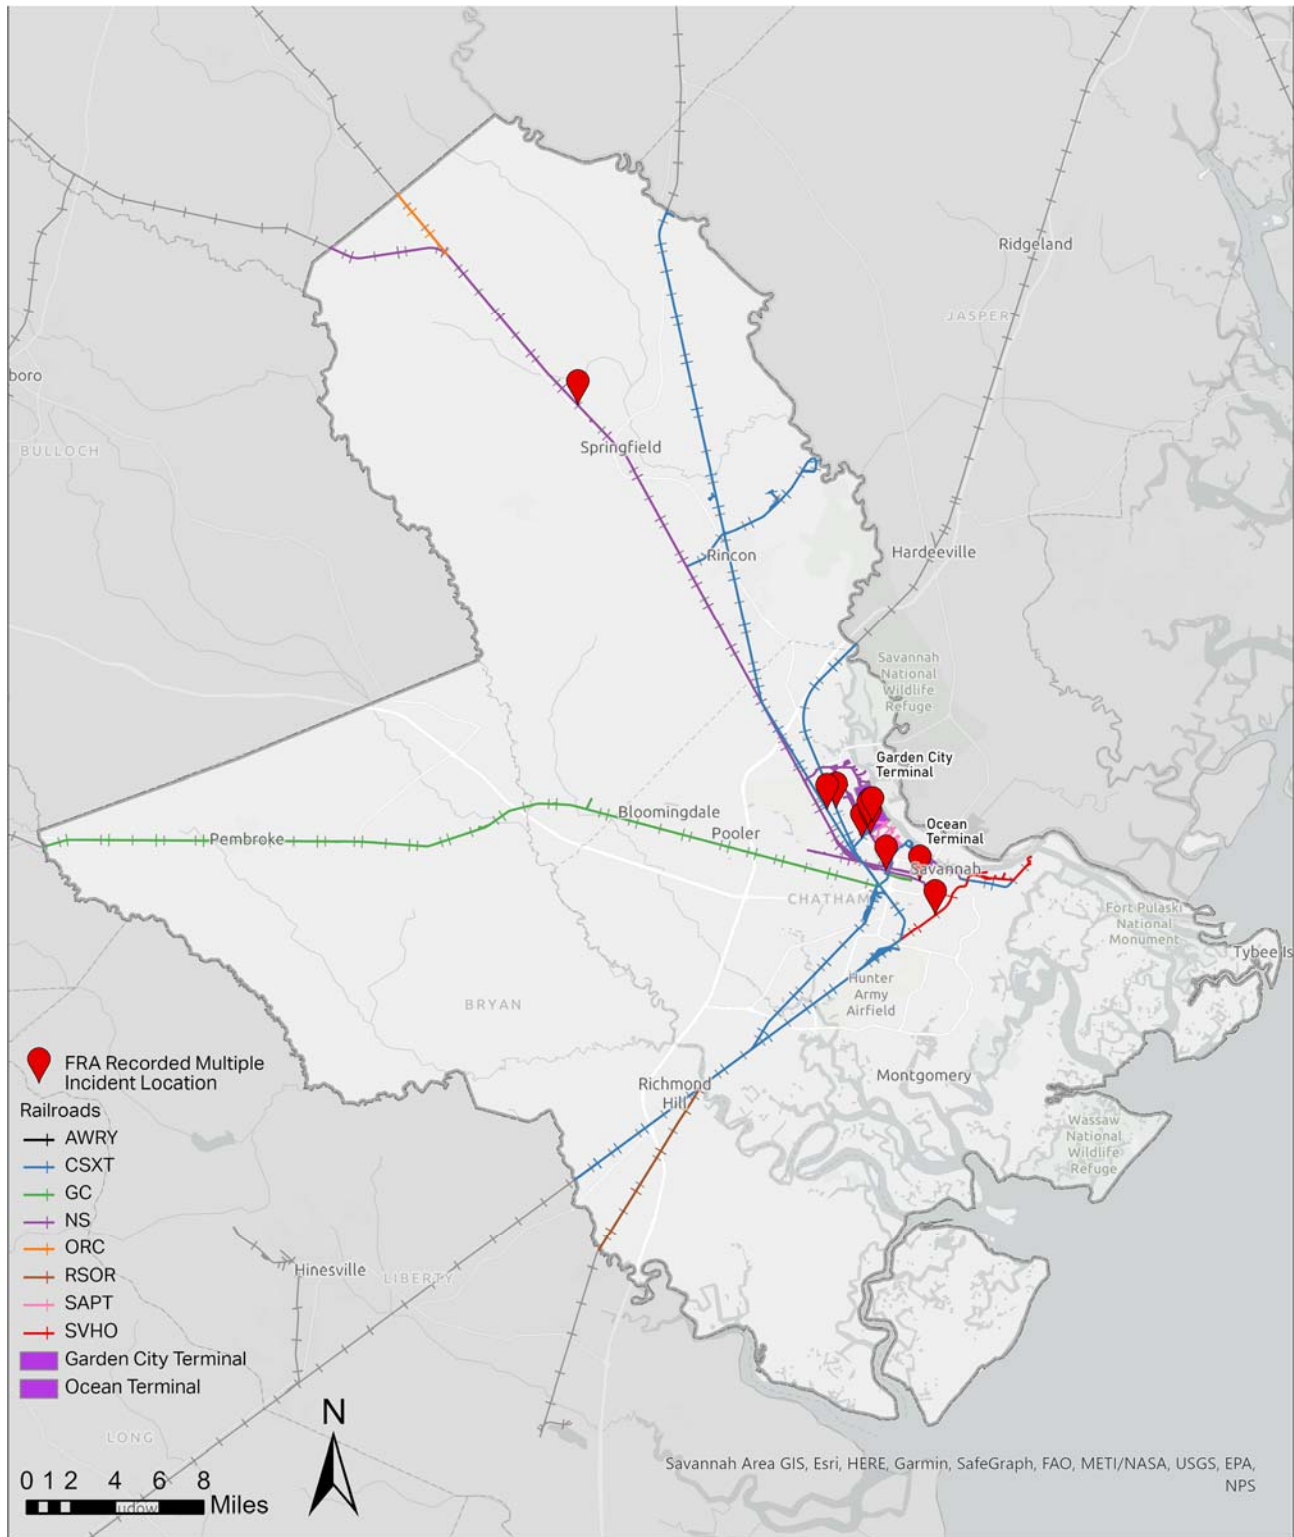 Ridgeland
JASPER
boro
BULLOCH
Springfield
Hardeeville
Rincon
Savannah
National
Wildlife
Refuge
Garden City
Terminal
Bloomingdale
Pooler
Ocean
Terminal
Pembroke
Savannah
CHATHAM
Fort Pulaski
National
Monument
Tybee Is
Hunter
Army
Airfield
BRYAN
FRA Recorded Multiple
Incident Location
Richmond
Hill
Montgomery
Wassaw
National
Wildlife
Refuge
Railroads
AWRY
CSXT
GC
NS
ORC
RSOR
SAPT
SVHO
Garden City Terminal
Ocean Terminal
Hinesville
LIBERTY
LONG
N
0 1 2 4 6 8
Miles
udow
Savannah Area GIS, Esri, HERE, Garmin, SafeGraph, FAO, METI/NASA, USGS, EPA,
NPS